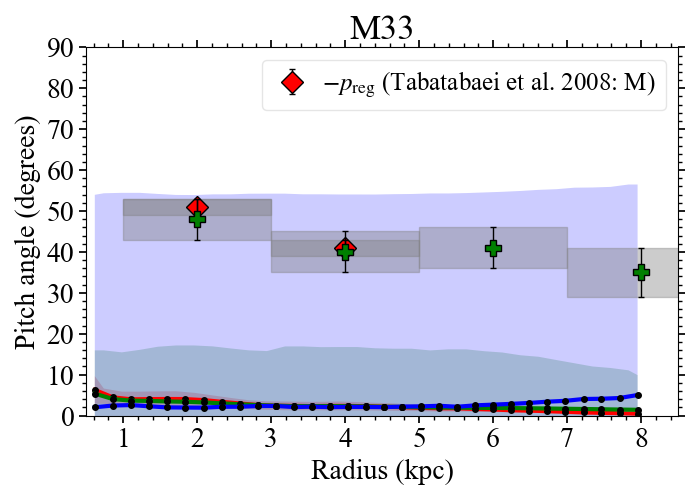 M33
90
80
70
60
50
40
30
20
10
0
Pitch angle (degrees)
−p_reg (Tabatabaei et al. 2008: M)
1 2 3 4 5 6 7 8
Radius (kpc)